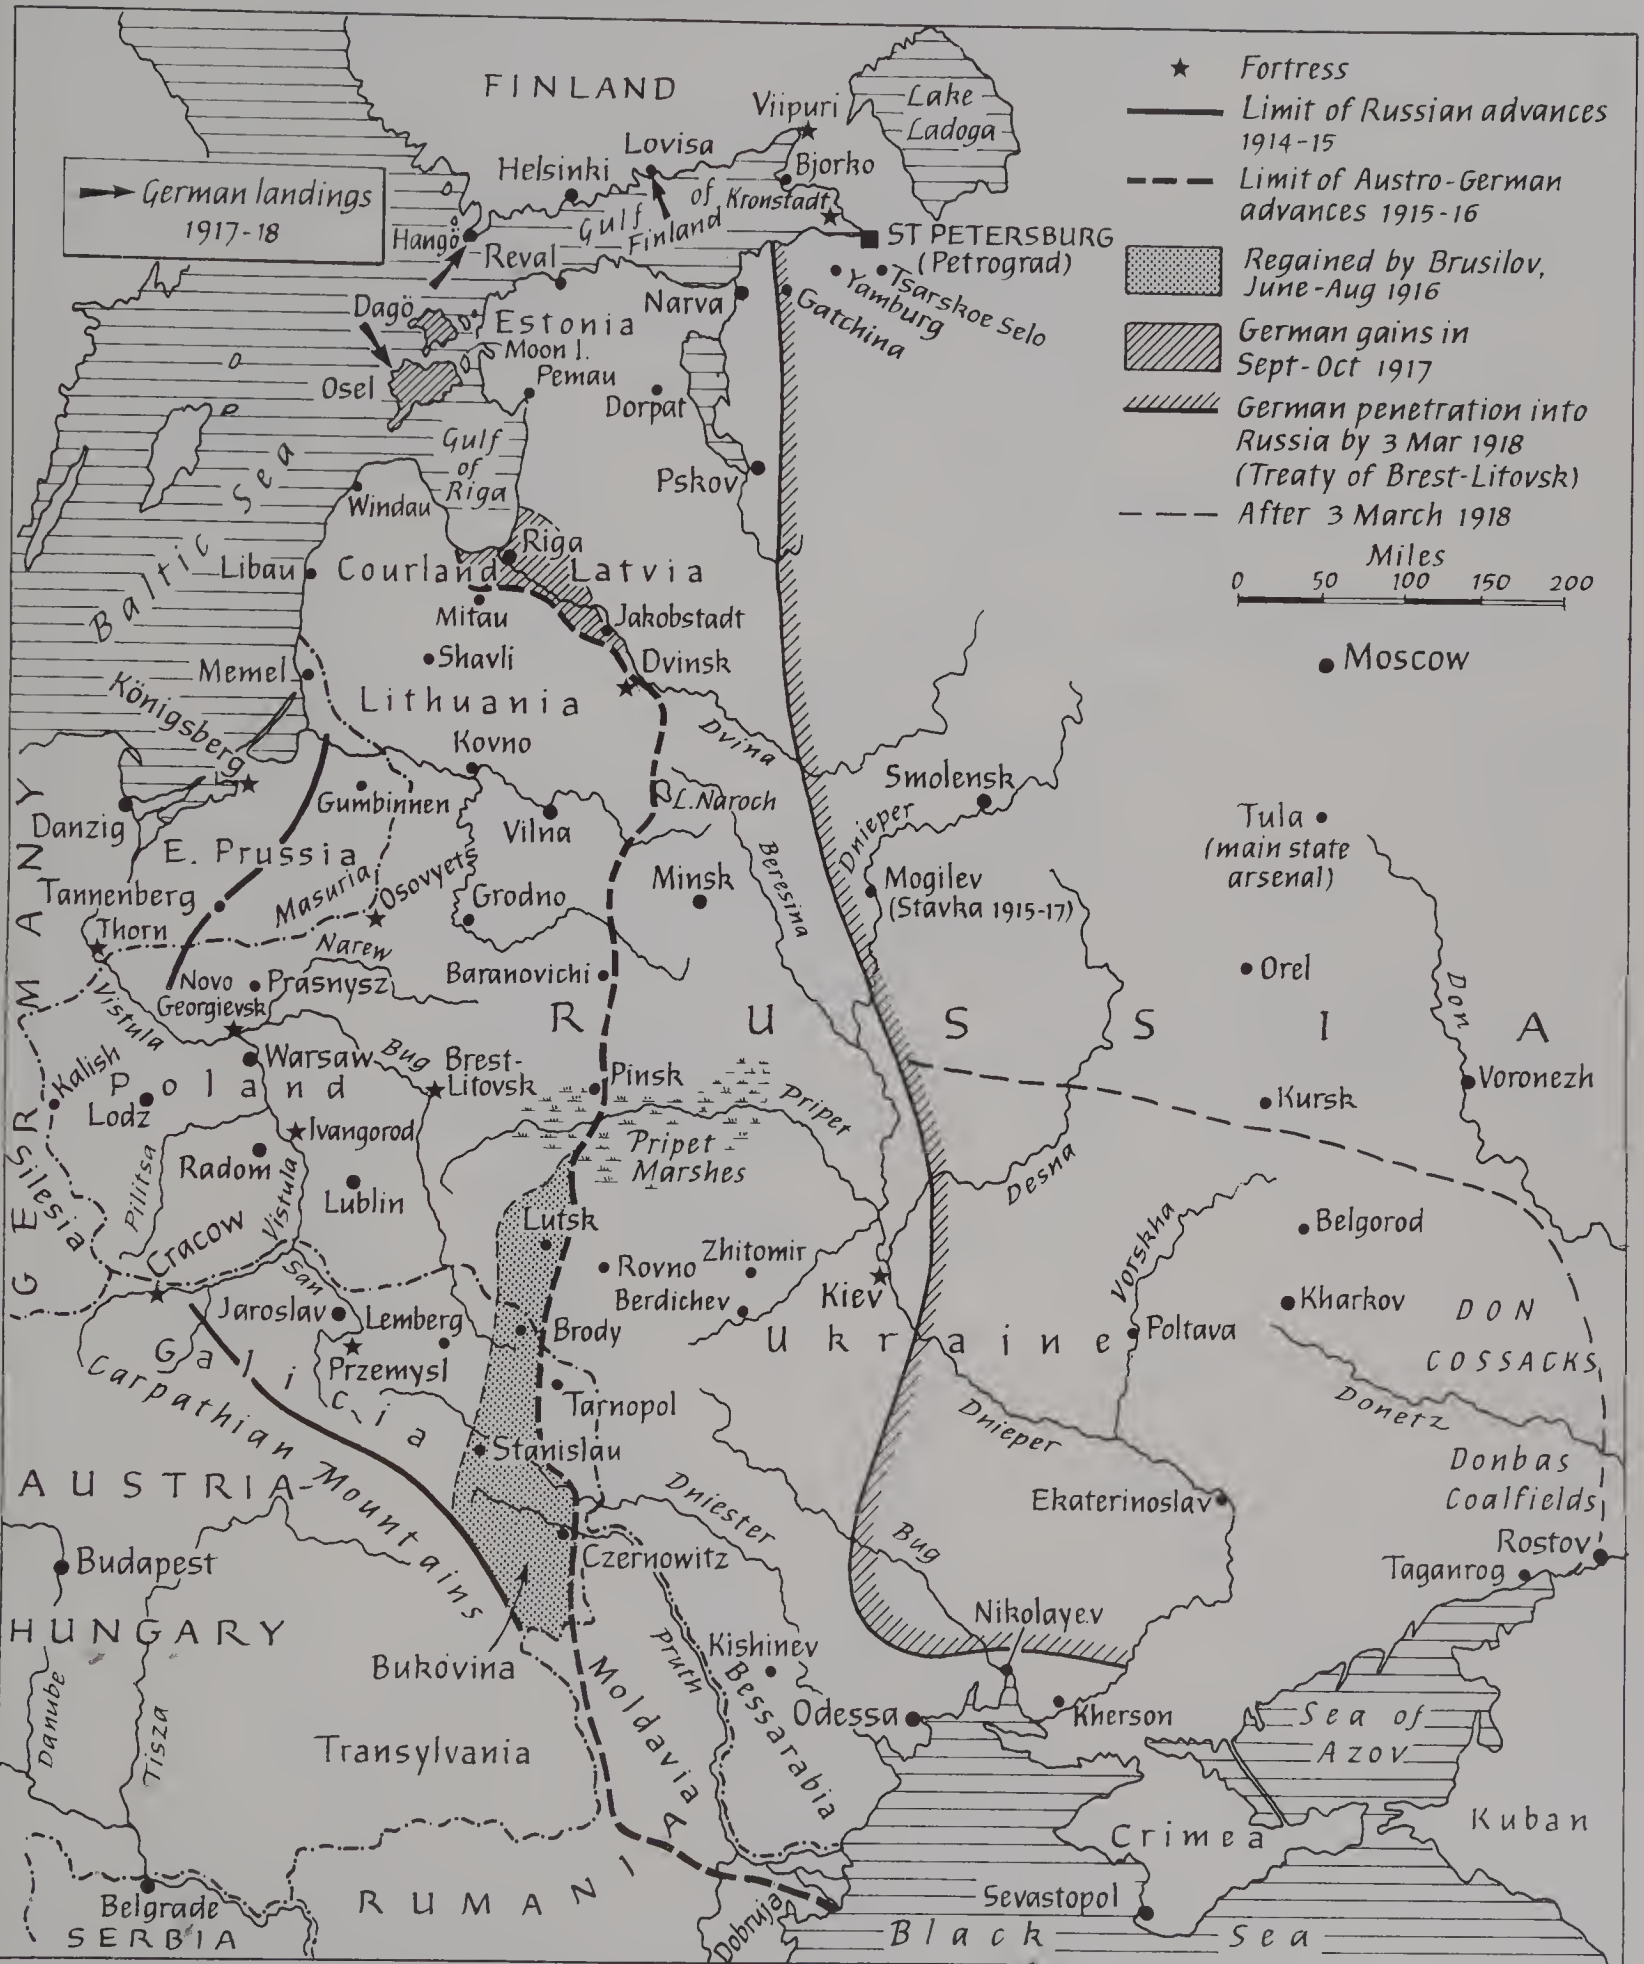 FINLAND
Viipuri
Lake
Ladoga
Lovisa
Helsinki
Bjorko
Kronstadt
Gulf of
Finland
Hangö
Reval
ST PETERSBURG
(Petrograd)
Tsarskoe Selo
Yamburg
Gatchina
Narva
German landings
1917-18
Fortress
Limit of Russian advances
1914-15
Limit of Austro-German
advances 1915-16
Regained by Brusilov,
June-Aug 1916
German gains in
Sept-Oct 1917
German penetration into
Russia by 3 Mar 1918
(Treaty of Brest-Litovsk)
After 3 March 1918
Miles
0 50 100 150 200
Dagö
Estonia
Moon I.
Osel
Pemau
Dorpat
Gulf
of
Riga
Pskov
Windau
Baltic Sea
Riga
Libau
Courland
Latvia
Mitau
Jakobstadt
Shavli
Dvinsk
Moscow
Memel
Lithuania
Königsberg
Kovno
Dvina
Gumbinnen
L. Naroch
Smolensk
Danzig
Vilna
Dnieper
Tula
(main state
arsenal)
E. Prussia
Beresina
Tannenberg
Masuria
Osovyets
Grodno
Minsk
Mogilev
(Stavka 1915-17)
Thorn
Narew
Novo
Georgievsk
Prasnysz
Baranovichi
Orel
Don
GERMANY
Vistula
RUSSIA
Kalish
Warsaw
Bug
Brest-
Litovsk
Pinsk
Voronezh
Poland
Lodz
Kursk
Pripet
Ivangorod
Pripet
Marshes
Radom
Pilitsa
Vistula
Lublin
Desna
Silesia
Cracow
Lutsk
Belgorod
Vorskha
San
Rovno
Zhitomir
Berdichev
Kiev
Jaroslav
Lemberg
Kharkov
DON
COSSACKS
Brody
Ukraine
Poltava
Przemysl
Galicia
Carpathian Mountains
Tarnopol
Donetz
Dnieper
Stanislau
Donbas
Coalfields
AUSTRIA-
HUNGARY
Dniester
Ekaterinoslav
Bug
Rostov
Budapest
Czernowitz
Taganrog
Nikolayev
Kishinev
Bukovina
Pruth
Moldavia
Bessarabia
Danube
Tisza
Odessa
Kherson
Sea of
Azov
Transylvania
Crimea
Kuban
Belgrade
SERBIA
RUMANIA
Dobruja
Sevastopol
Black Sea